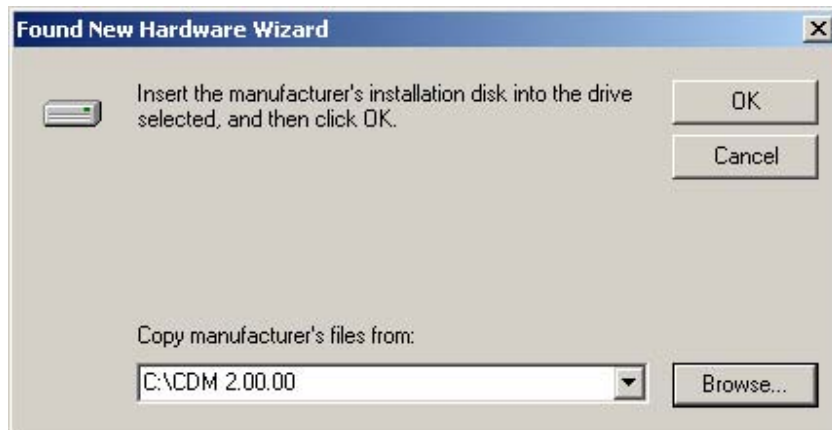 Found New Hardware Wizard
Insert the manufacturer's installation disk into the drive
selected, and then click OK.
OK
Cancel
Copy manufacturer's files from:
C:\CDM 2.00.00
Browse...